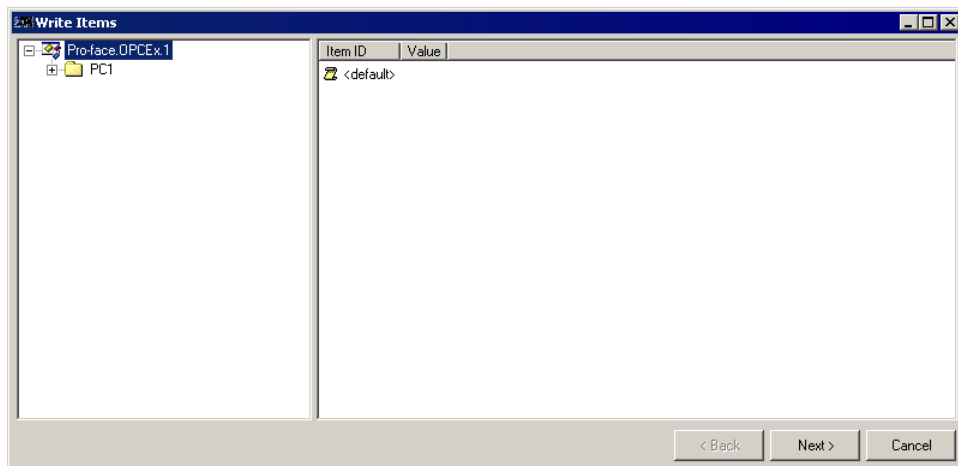 Write Items
Pro-face.OPCEx.1
PC1
Item ID Value
<default>
< Back Next > Cancel